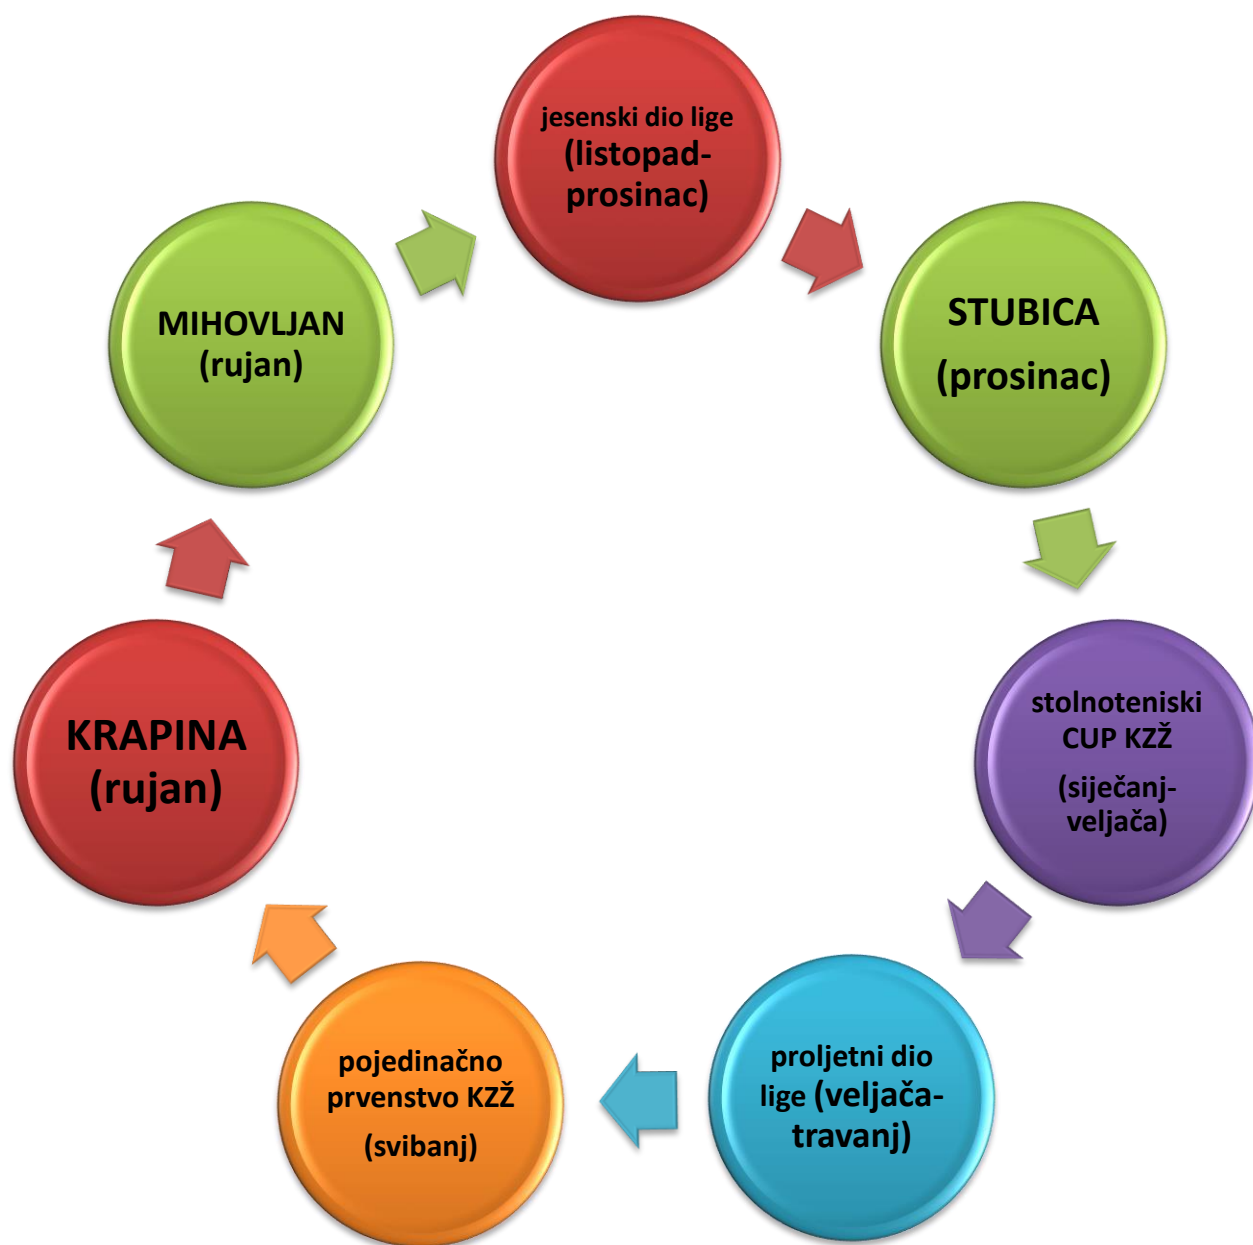 jesenski dio lige
(listopad-
prosinac)
STUBICA
(prosinac)
stolnoteniski
CUP KZŽ
(siječanj-
veljača)
proljetni dio
lige (veljača-
travanj)
pojedinačno
prvenstvo KZŽ
(svibanj)
KRAPINA
(rujan)
MIHOVLJAN
(rujan)